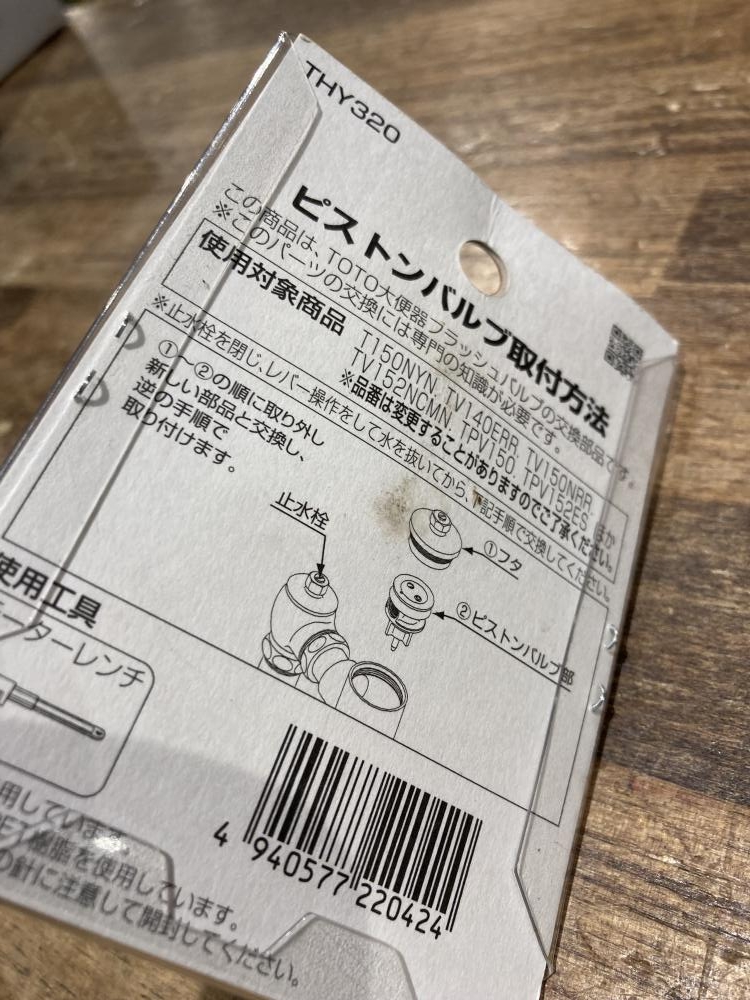 THY320
ピストンバルブ取付方法
この商品は、TOTO大便器フラッシュバルブの交換部品です。
※このパーツの交換には専門の知識が必要です。
使用対象商品
T150NYN, TV140ERR, TV150NRR,
TV152NCMN, TPV150, TPV152ES, ほか
※品番は変更することがありますのでご了承ください。
※止水栓を閉じ、レバー操作をして水を抜いてから、下記手順で交換してください。
①～②の順に取り外し
新しい部品と交換し、
逆の手順で
取り付けます。
止水栓
①フタ
②ピストンバルブ部
使用工具
ーターレンチ
4 940577 220424
用しています。
樹脂を使用しています。
の針に注意して開封してください。